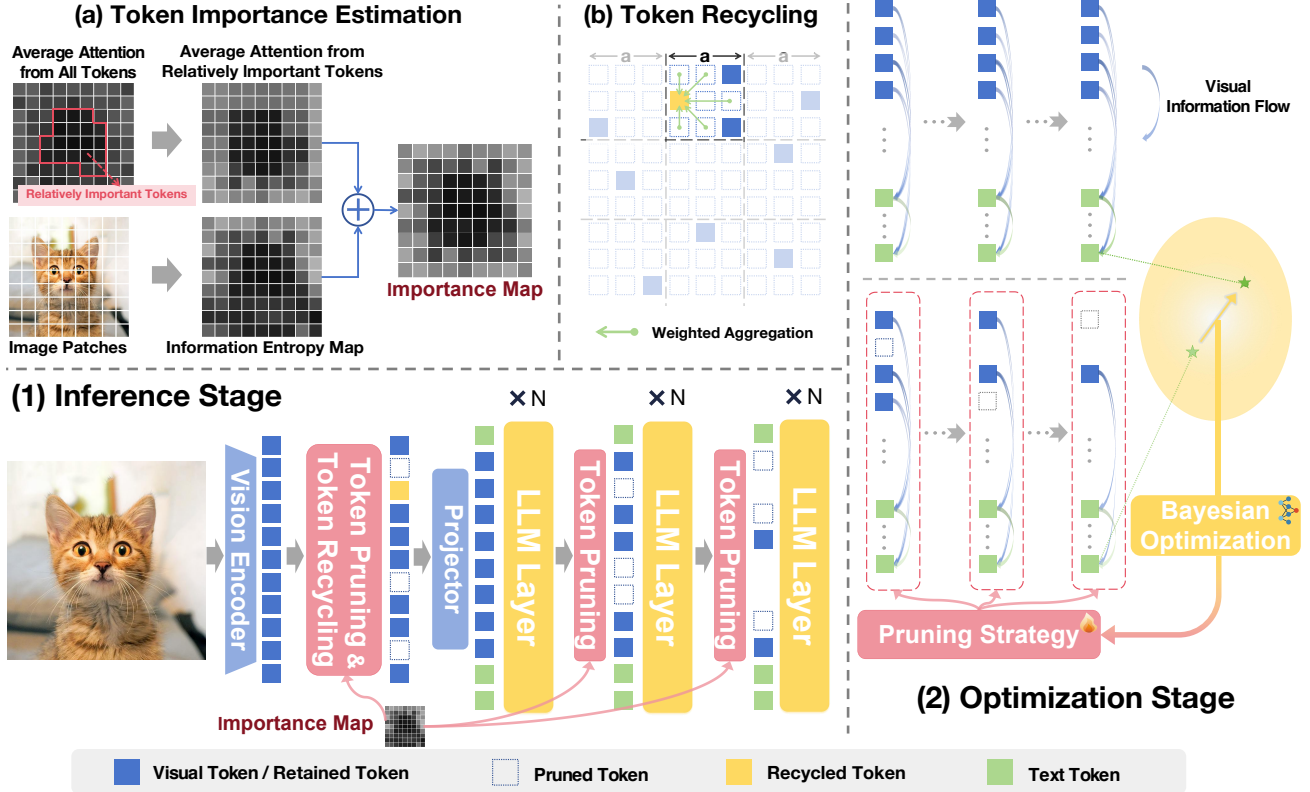 (a) Token Importance Estimation
Average Attention
from All Tokens
Average Attention from
Relatively Important Tokens
Relatively Important Tokens
Importance Map
Image Patches
Information Entropy Map
(b) Token Recycling
a
a
a
Weighted Aggregation
Visual
Information Flow
(1) Inference Stage
× N
× N
× N
Vision Encoder
Token Pruning &
Token Recycling
Projector
LLM Layer
Token Pruning
LLM Layer
Token Pruning
LLM Layer
Importance Map
Bayesian
Optimization
Pruning Strategy
(2) Optimization Stage
Visual Token / Retained Token
Pruned Token
Recycled Token
Text Token